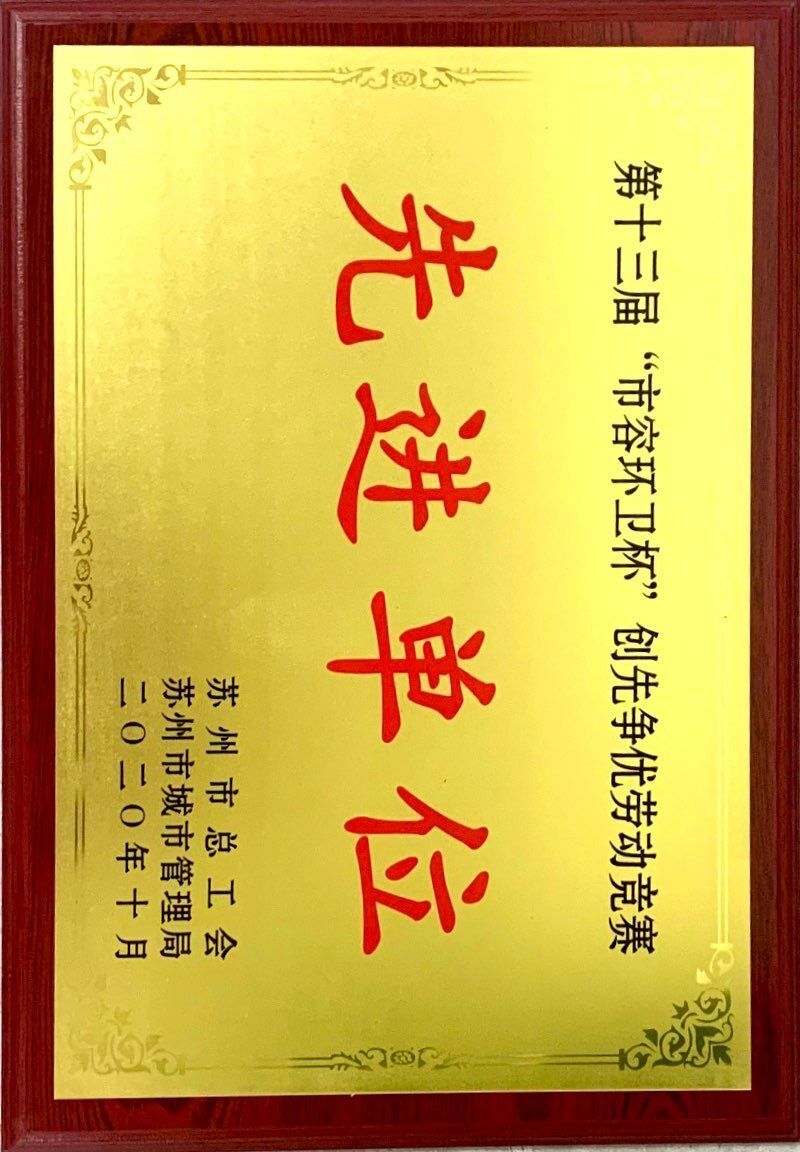 第十三届“市容环卫杯”创先争优劳动竞赛
先进单位
苏州市总工会
苏州市城市管理局
二〇二〇年十月